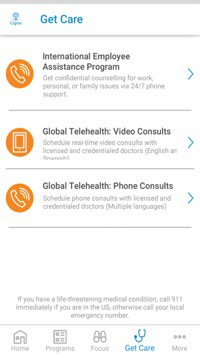 Cigna
Get Care
International Employee
Assistance Program
Get confidential counselling for work,
personal, or family issues via 24/7 phone
support.
Global Telehealth: Video Consults
Schedule real-time video consults with
licensed and credentialed doctors (English an
Spanish)
Global Telehealth: Phone Consults
Schedule phone consults with licensed and
credentialed doctors (Multiple languages)
If you have a life-threatening medical condition, call 911
immediately if you are in the US, otherwise call your local
emergency number.
Home
Programs
Focus
Get Care
More